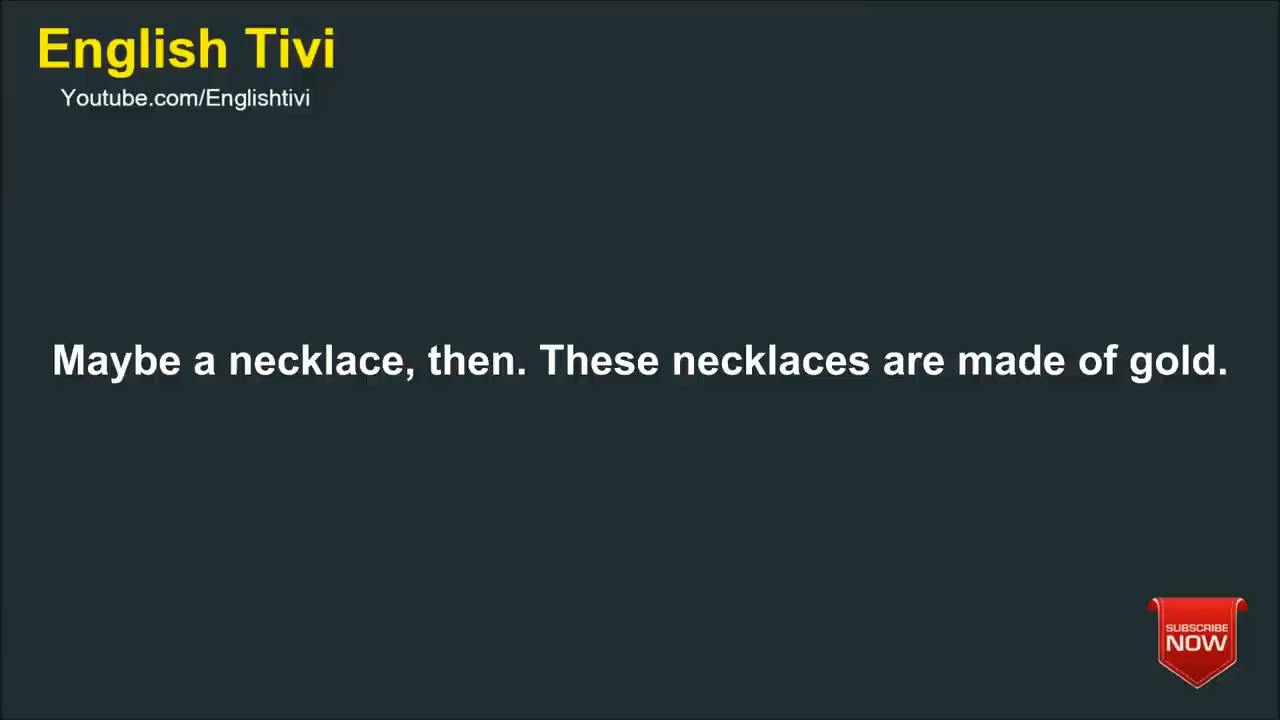 English Tivi
Youtube.com/Englishtivi
Maybe a necklace, then. These necklaces are made of gold.
SUBSCRIBE
NOW